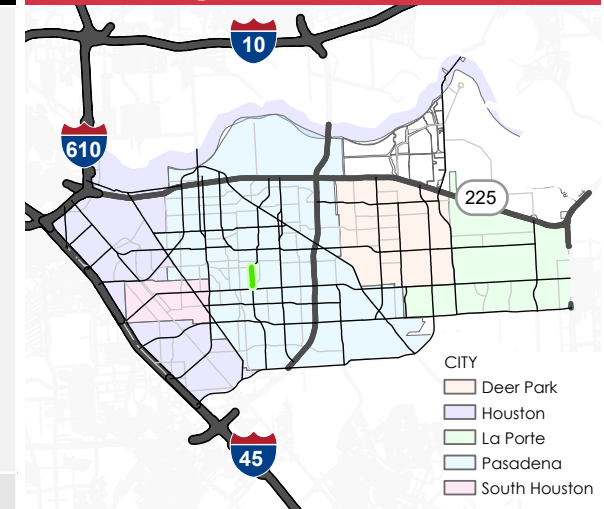 10
610
225
CITY
Deer Park
Houston
La Porte
Pasadena
South Houston
45